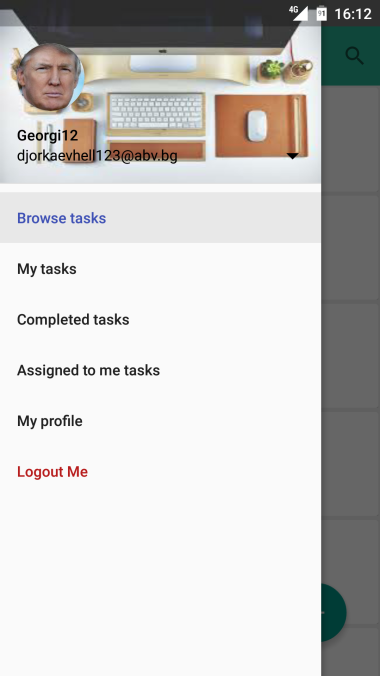 4G 91 16:12
Georgi12
djorkaevhell123@abv.bg
Browse tasks
My tasks
Completed tasks
Assigned to me tasks
My profile
Logout Me